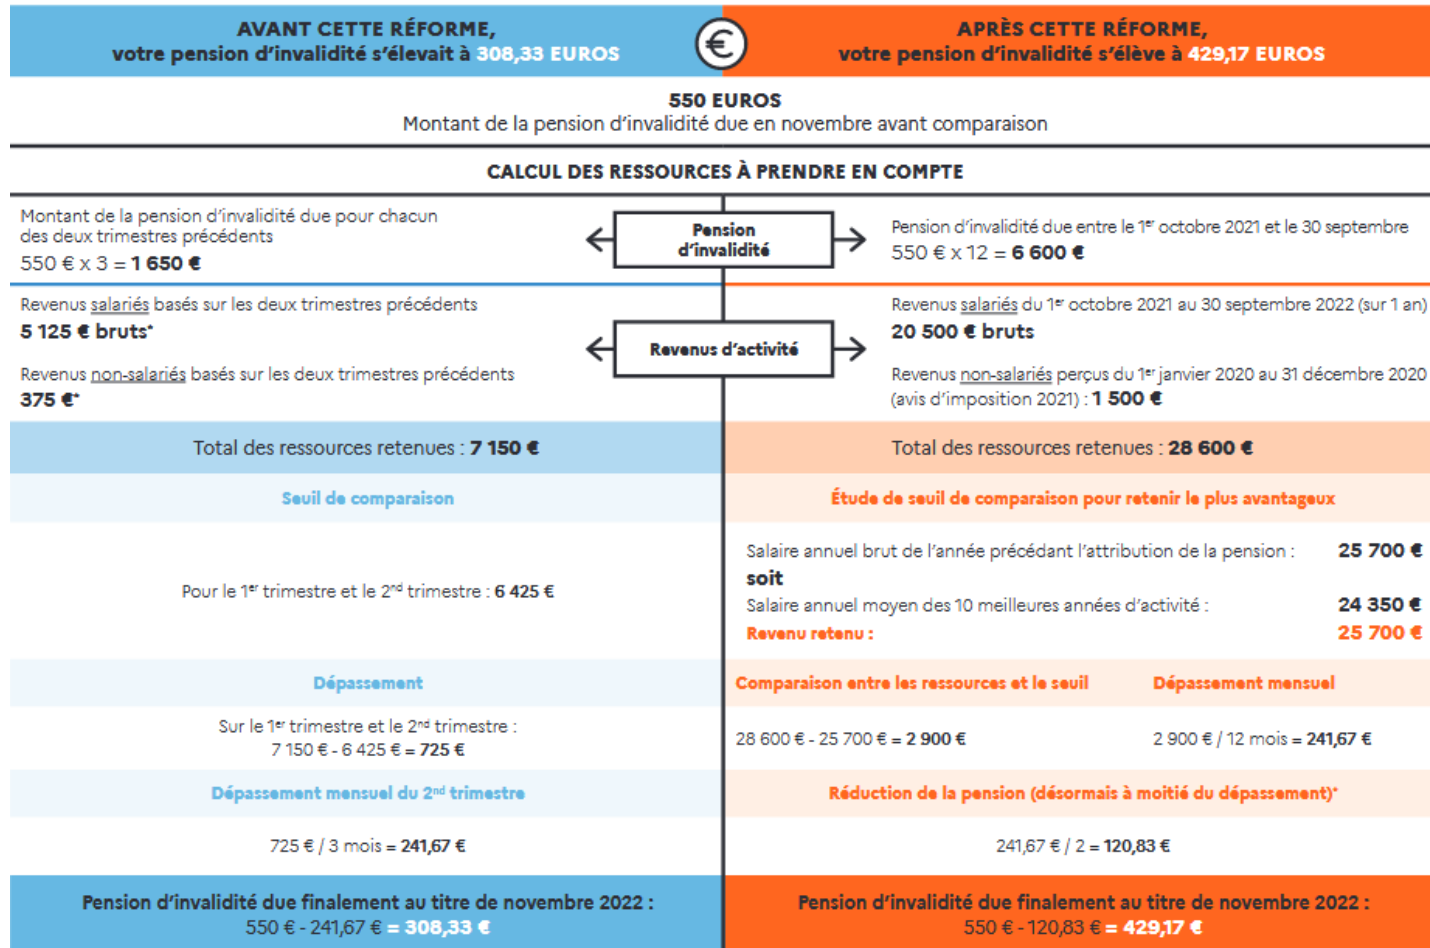 AVANT CETTE RÉFORME,
votre pension d'invalidité s'élevait à 308,33 EUROS
€
APRÈS CETTE RÉFORME,
votre pension d'invalidité s'élève à 429,17 EUROS
550 EUROS
Montant de la pension d'invalidité due en novembre avant comparaison
CALCUL DES RESSOURCES À PRENDRE EN COMPTE
Montant de la pension d'invalidité due pour chacun
des deux trimestres précédents
550 € x 3 = 1 650 €
Pension
d'invalidité
Pension d'invalidité due entre le 1er octobre 2021 et le 30 septembre
550 € x 12 = 6 600 €
Revenus salariés basés sur les deux trimestres précédents
5 125 € bruts*
Revenus non-salariés basés sur les deux trimestres précédents
375 €*
Revenus d'activité
Revenus salariés du 1er octobre 2021 au 30 septembre 2022 (sur 1 an)
20 500 € bruts
Revenus non-salariés perçus du 1er janvier 2020 au 31 décembre 2020
(avis d'imposition 2021) : 1 500 €
Total des ressources retenues : 7 150 €
Total des ressources retenues : 28 600 €
Seuil de comparaison
Étude de seuil de comparaison pour retenir le plus avantageux
Pour le 1er trimestre et le 2nd trimestre : 6 425 €
Salaire annuel brut de l'année précédant l'attribution de la pension : 25 700 €
soit
Salaire annuel moyen des 10 meilleures années d'activité : 24 350 €
Revenu retenu : 25 700 €
Dépassement
Comparaison entre les ressources et le seuil
Dépassement mensuel
Sur le 1er trimestre et le 2nd trimestre :
7 150 € - 6 425 € = 725 €
28 600 € - 25 700 € = 2 900 €
2 900 € / 12 mois = 241,67 €
Dépassement mensuel du 2nd trimestre
Réduction de la pension (désormais à moitié du dépassement)*
725 € / 3 mois = 241,67 €
241,67 € / 2 = 120,83 €
Pension d'invalidité due finalement au titre de novembre 2022 :
550 € - 241,67 € = 308,33 €
Pension d'invalidité due finalement au titre de novembre 2022 :
550 € - 120,83 € = 429,17 €